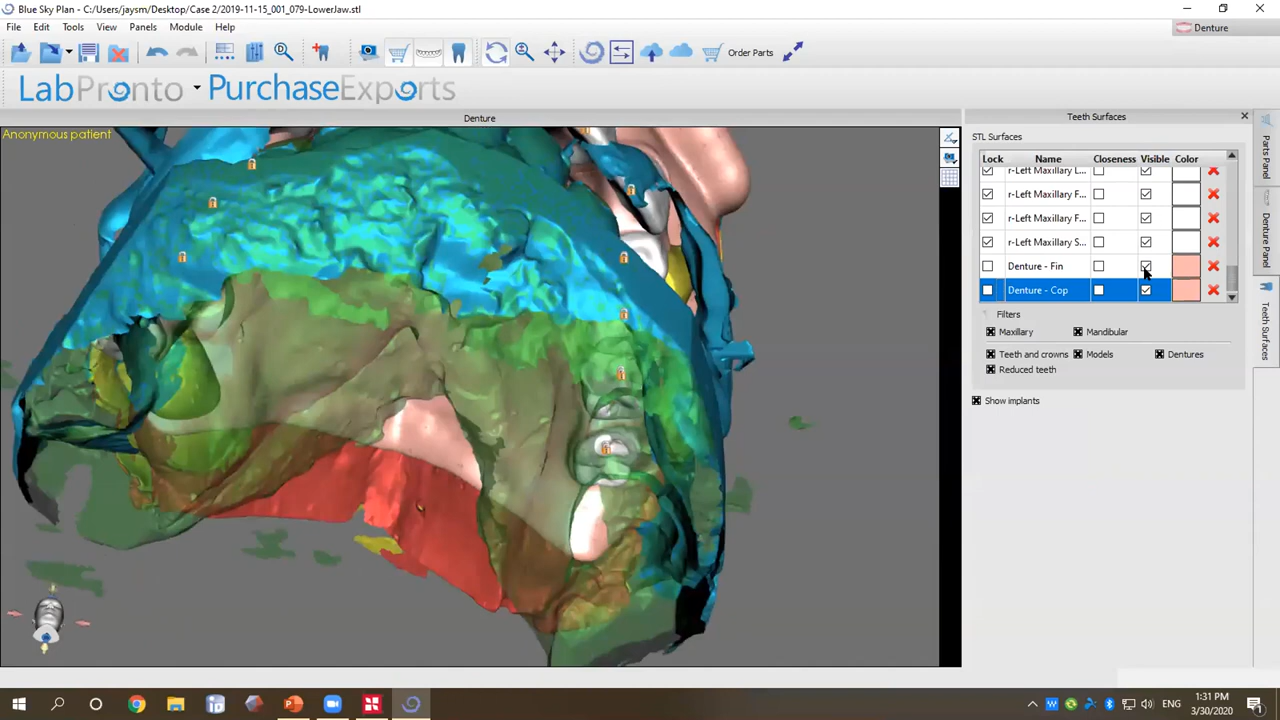 Blue Sky Plan - C:/Users/jaysm/Desktop/Case 2/2019-11-15_001_079-LowerJaw.stl
File Edit Tools View Panels Module Help
Denture
Order Parts
LabPronto PurchaseExports
Denture
Teeth Surfaces
Anonymous patient
STL Surfaces
Lock Name Closeness Visible Color
r-Left Maxillary L...
r-Left Maxillary F...
r-Left Maxillary F...
r-Left Maxillary S...
Denture - Fin
Denture - Cop
Filters
Maxillary Mandibular
Teeth and crowns Models Dentures
Reduced teeth
Show implants
Parts Panel
Denture Panel
Teeth Surfaces
ENG
1:31 PM
3/30/2020